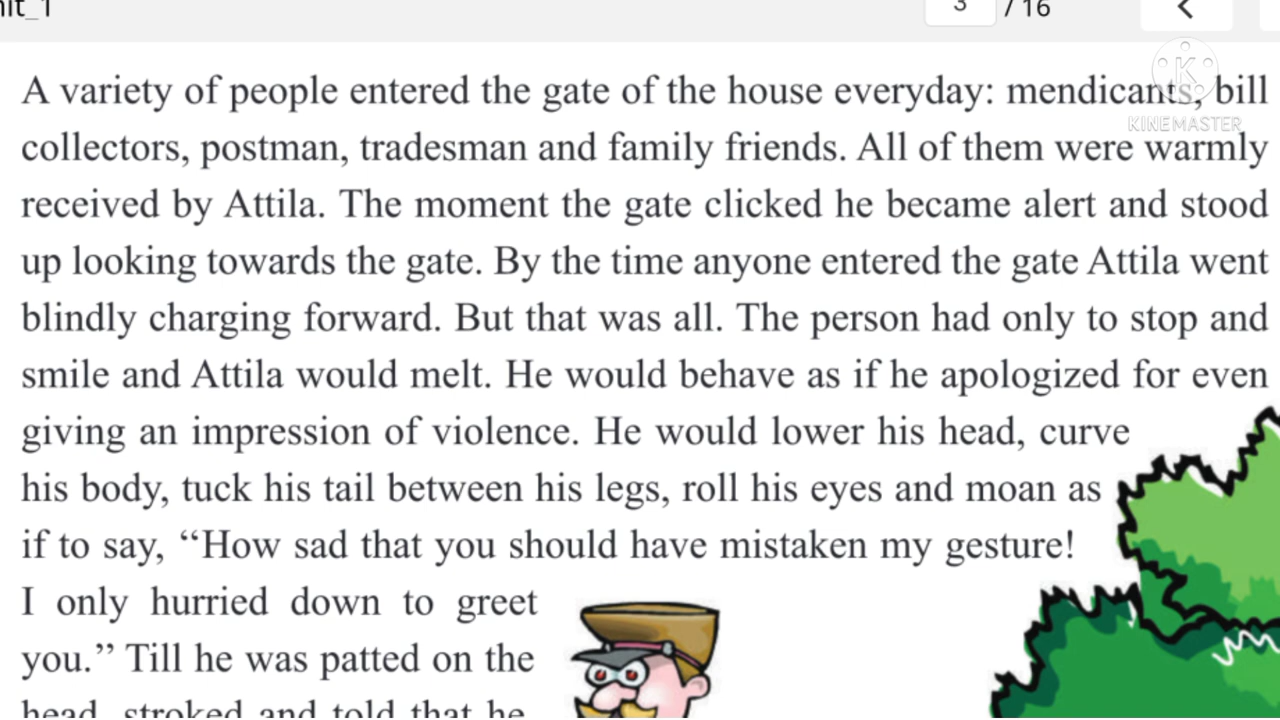 nit_1
3 / 16
A variety of people entered the gate of the house everyday: mendicants, bill
KINEMASTER
collectors, postman, tradesman and family friends. All of them were warmly
received by Attila. The moment the gate clicked he became alert and stood
up looking towards the gate. By the time anyone entered the gate Attila went
blindly charging forward. But that was all. The person had only to stop and
smile and Attila would melt. He would behave as if he apologized for even
giving an impression of violence. He would lower his head, curve
his body, tuck his tail between his legs, roll his eyes and moan as
if to say, “How sad that you should have mistaken my gesture!
I only hurried down to greet
you.” Till he was patted on the
head, stroked and told that he